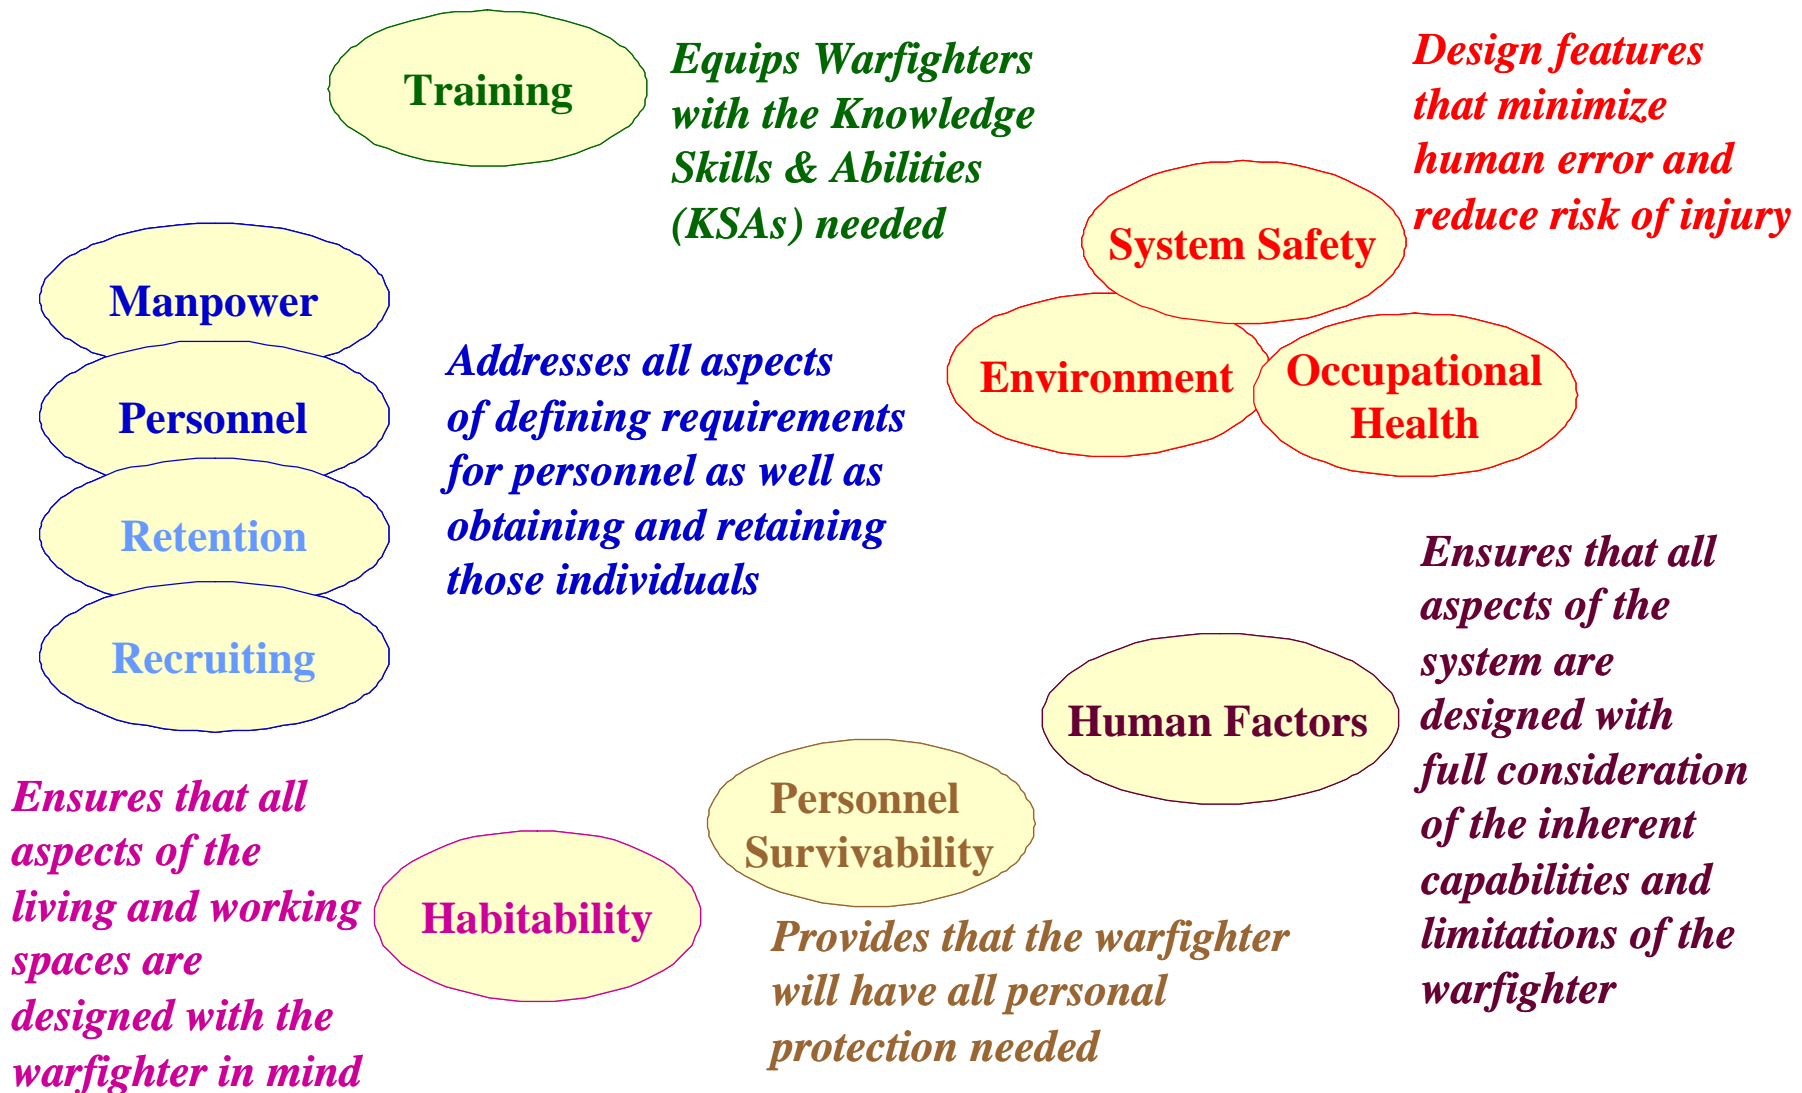 Training
Equips Warfighters
with the Knowledge
Skills & Abilities
(KSAs) needed
Design features
that minimize
human error and
reduce risk of injury
System Safety
Environment
Occupational
Health
Manpower
Personnel
Retention
Recruiting
Addresses all aspects
of defining requirements
for personnel as well as
obtaining and retaining
those individuals
Human Factors
Ensures that all
aspects of the
system are
designed with
full consideration
of the inherent
capabilities and
limitations of the
warfighter
Personnel
Survivability
Provides that the warfighter
will have all personal
protection needed
Habitability
Ensures that all
aspects of the
living and working
spaces are
designed with the
warfighter in mind